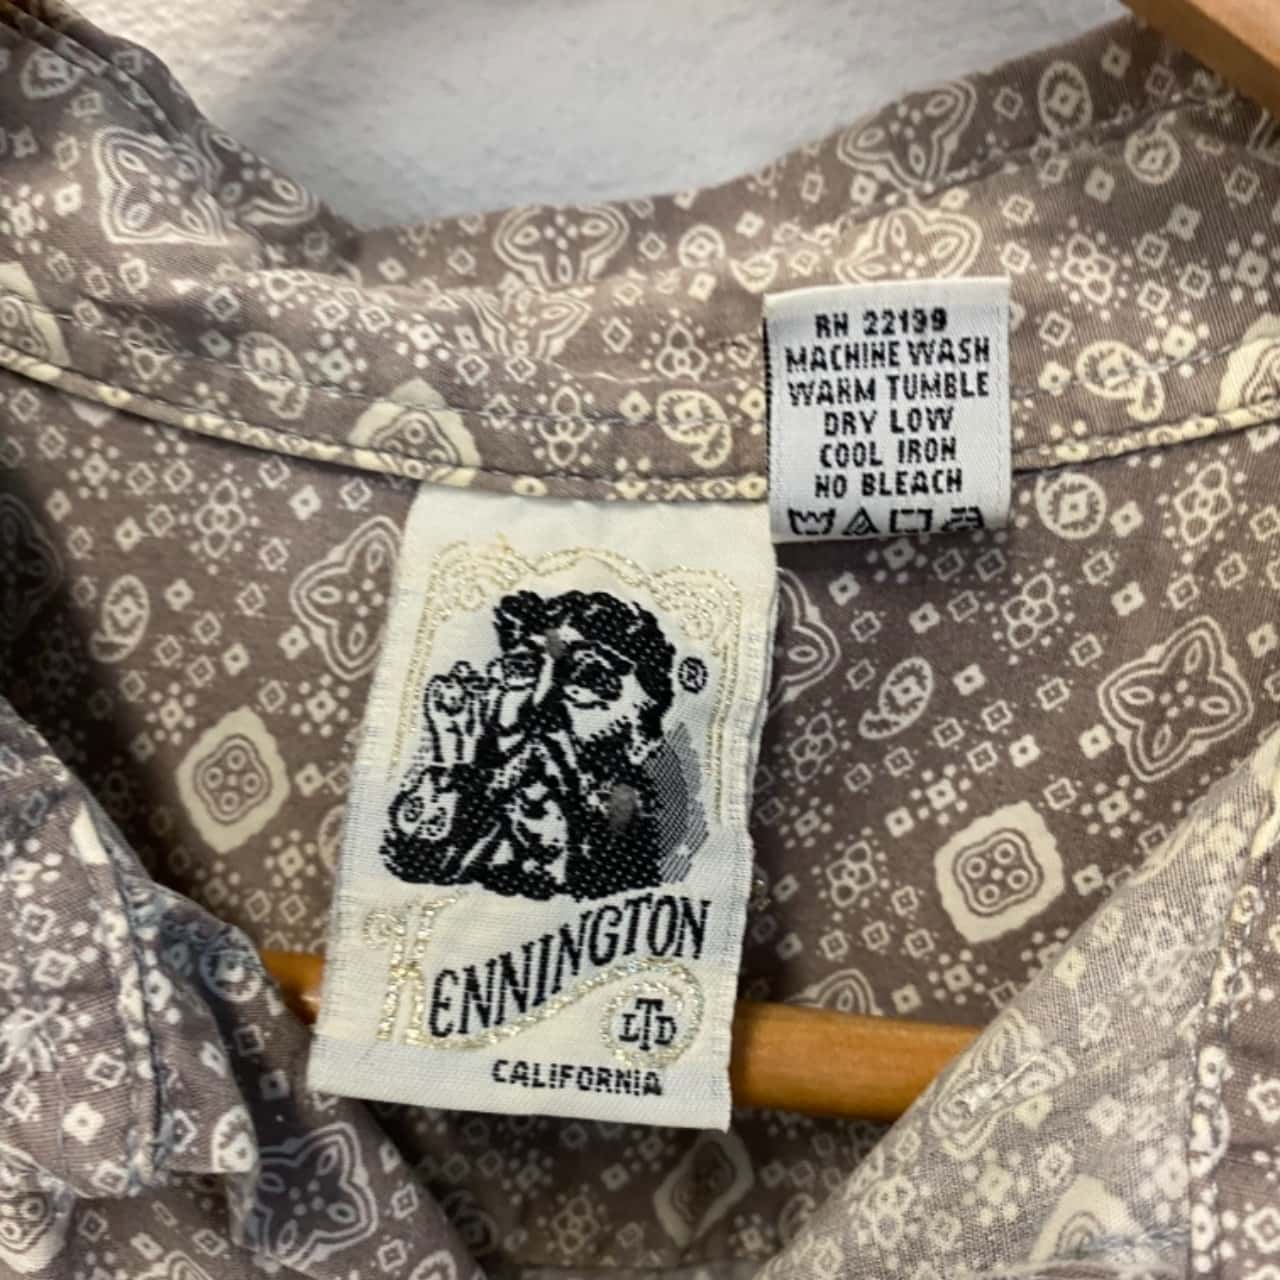 RN 22199
MACHINE WASH
WARM TUMBLE
DRY LOW
COOL IRON
NO BLEACH
®
KENNINGTON
LTD
CALIFORNIA